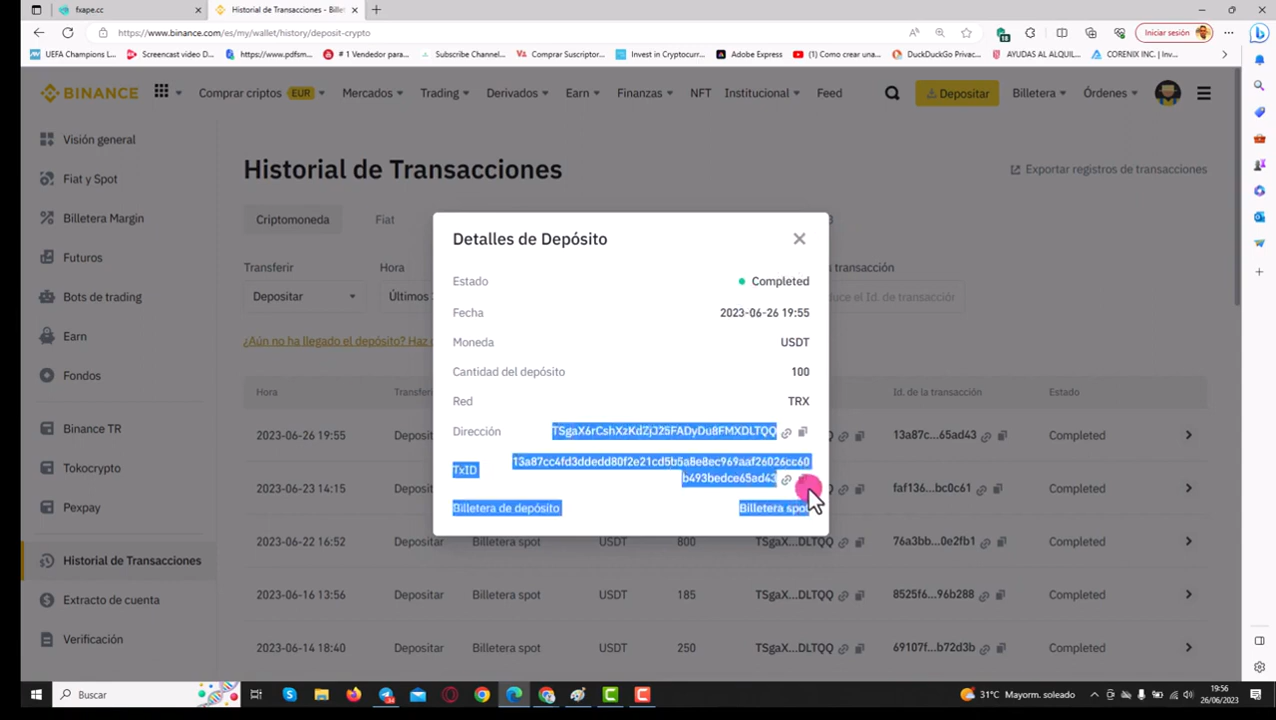 fxape.cc
Historial de Transacciones - Bille
https://www.binance.com/es/my/wallet/history/deposit-crypto
Iniciar sesión
UEFA Champions L...
Screencast video d...
https://www.pdfsm...
# 1 Vendedor para...
Subscribe Channel...
Comprar Suscriptor...
Invest in Cryptocurr...
Adobe Express
(1) Como crear una...
DuckDuckGo Privac...
AYUDAS AL ALQUIL...
CORENIX INC. | Inv...
BINANCE
Comprar criptos EUR
Mercados
Trading
Derivados
Earn
Finanzas
NFT
Institucional
Feed
Depositar
Billetera
Órdenes
Visión general
Fiat y Spot
Billetera Margin
Futuros
Bots de trading
Earn
Fondos
Binance TR
Tokocrypto
Pexpay
Historial de Transacciones
Extracto de cuenta
Verificación
Historial de Transacciones
Exportar registros de transacciones
Criptomoneda
Fiat
Transferir
Hora
transacción
Depositar
Últimos
uce el Id. de transacción
¿Aún no ha llegado el depósito? Haz
Detalles de Depósito
Estado Completed
Fecha 2023-06-26 19:55
Moneda USDT
Cantidad del depósito 100
Red TRX
Dirección TSgaX6rCshXzKdZjJ25FADyDu8FMXDLTQQ
TxID 13a87cc4fd3ddedd80f2e21cd5b5a8e0ec969aaf26026cc60
b493bedce65ad43
Billetera de depósito Billetera spot
Hora Transferi Id. de la transacción Estado
2023-06-26 19:55 Deposit 13a87c...65ad43 Completed
2023-06-23 14:15 Deposit faf136...bc0c61 Completed
2023-06-22 16:52 Depositar Billetera spot USDT 800 TSgaX...DLTQQ 76a3bb...0e2fb1 Completed
2023-06-16 13:56 Depositar Billetera spot USDT 185 TSgaX...DLTQQ 8525f6...96b288 Completed
2023-06-14 18:40 Depositar Billetera spot USDT 250 TSgaX...DLTQQ 69107f...b72d3b Completed
Buscar
31°C Mayorm. soleado
19:56
26/06/2023